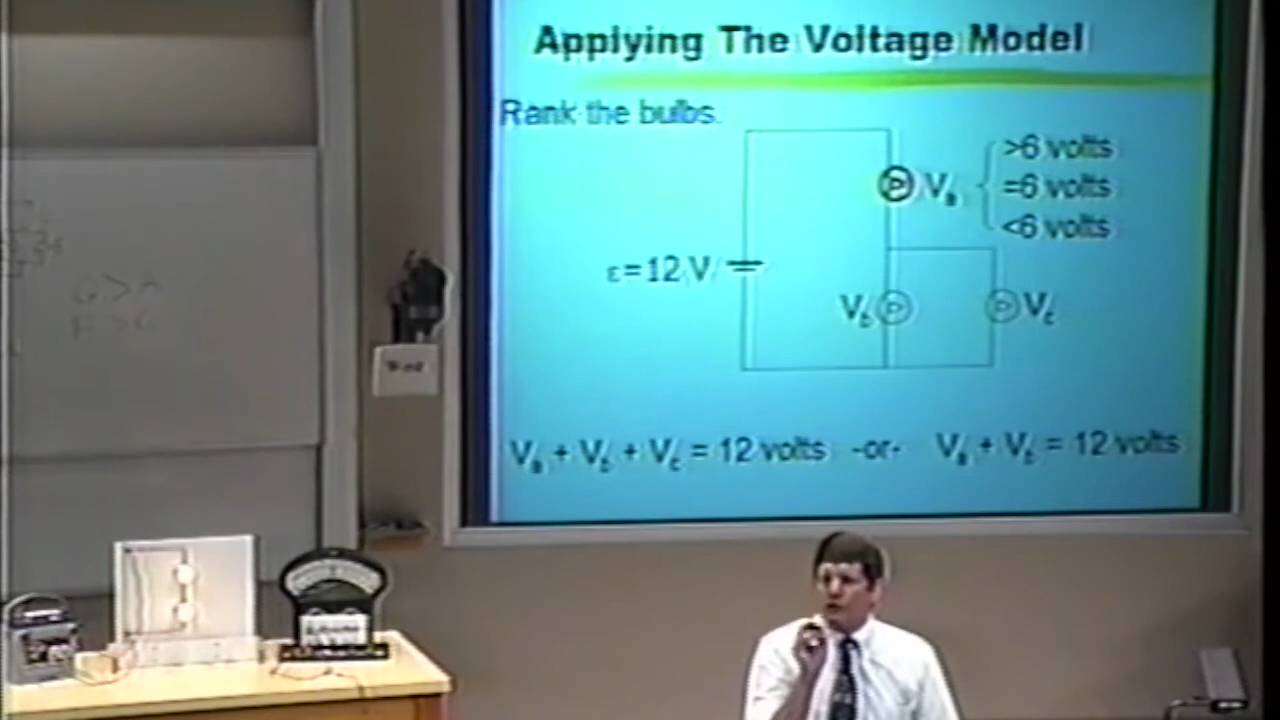 Applying The Voltage Model
Rank the bulbs.
>6 volts
Va =6 volts
<6 volts
ε=12 V
Vb Vc
Va + Vb + Vc = 12 volts -or- Va + Vb = 12 volts
G > A